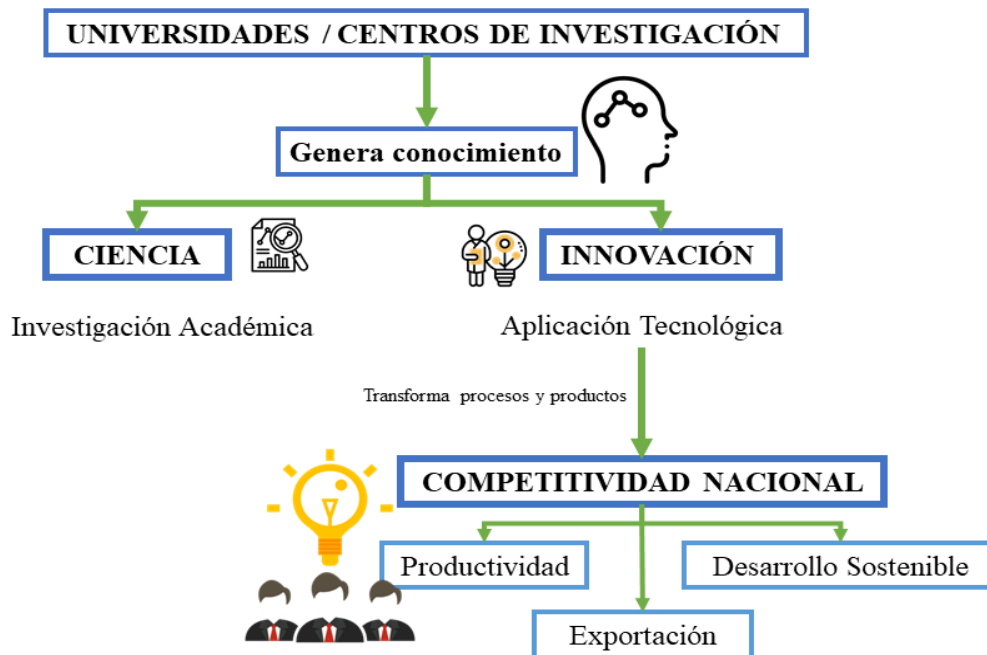 UNIVERSIDADES / CENTROS DE INVESTIGACIÓN
Genera conocimiento
CIENCIA
INNOVACIÓN
Investigación Académica
Aplicación Tecnológica
Transforma procesos y productos
COMPETITIVIDAD NACIONAL
Productividad
Desarrollo Sostenible
Exportación